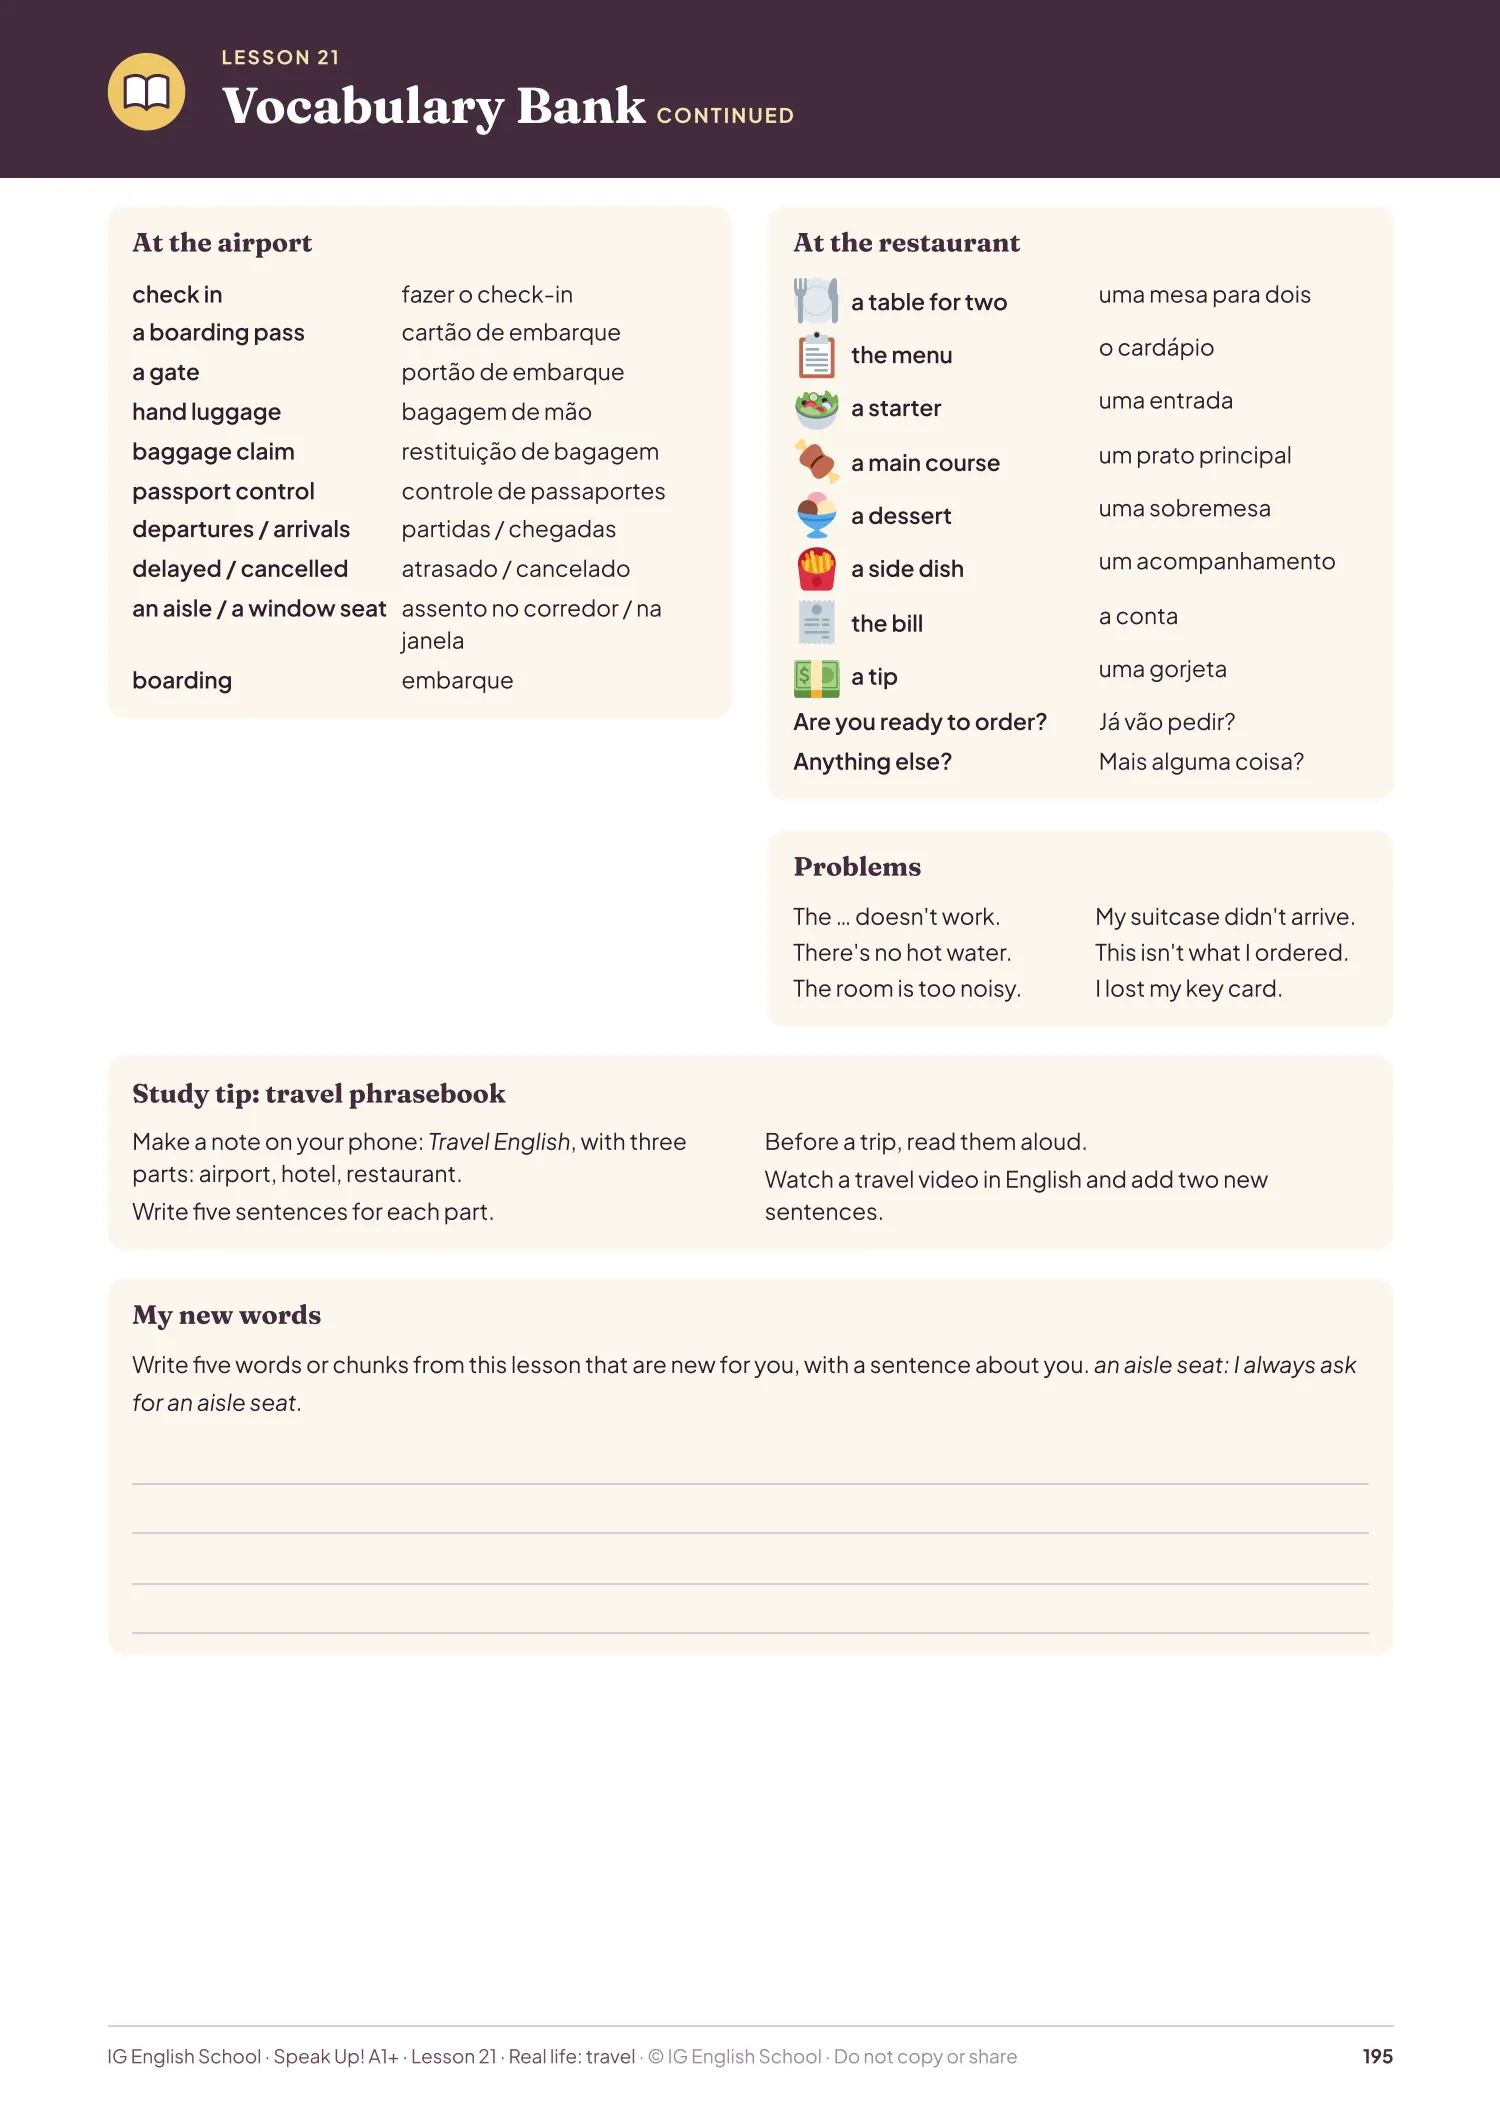 LESSON 21
Vocabulary Bank CONTINUED
At the airport
check in fazer o check-in
a boarding pass cartão de embarque
a gate portão de embarque
hand luggage bagagem de mão
baggage claim restituição de bagagem
passport control controle de passaportes
departures / arrivals partidas / chegadas
delayed / cancelled atrasado / cancelado
an aisle / a window seat assento no corredor / na
janela
boarding embarque
At the restaurant
a table for two uma mesa para dois
the menu o cardápio
a starter uma entrada
a main course um prato principal
a dessert uma sobremesa
a side dish um acompanhamento
the bill a conta
a tip uma gorjeta
Are you ready to order? Já vão pedir?
Anything else? Mais alguma coisa?
Problems
The ... doesn't work. My suitcase didn't arrive.
There's no hot water. This isn't what I ordered.
The room is too noisy. I lost my key card.
Study tip: travel phrasebook
Make a note on your phone: Travel English, with three
parts: airport, hotel, restaurant.
Write five sentences for each part.
Before a trip, read them aloud.
Watch a travel video in English and add two new
sentences.
My new words
Write five words or chunks from this lesson that are new for you, with a sentence about you. an aisle seat: I always ask
for an aisle seat.
IG English School · Speak Up! A1+ · Lesson 21 · Real life: travel · © IG English School · Do not copy or share 195